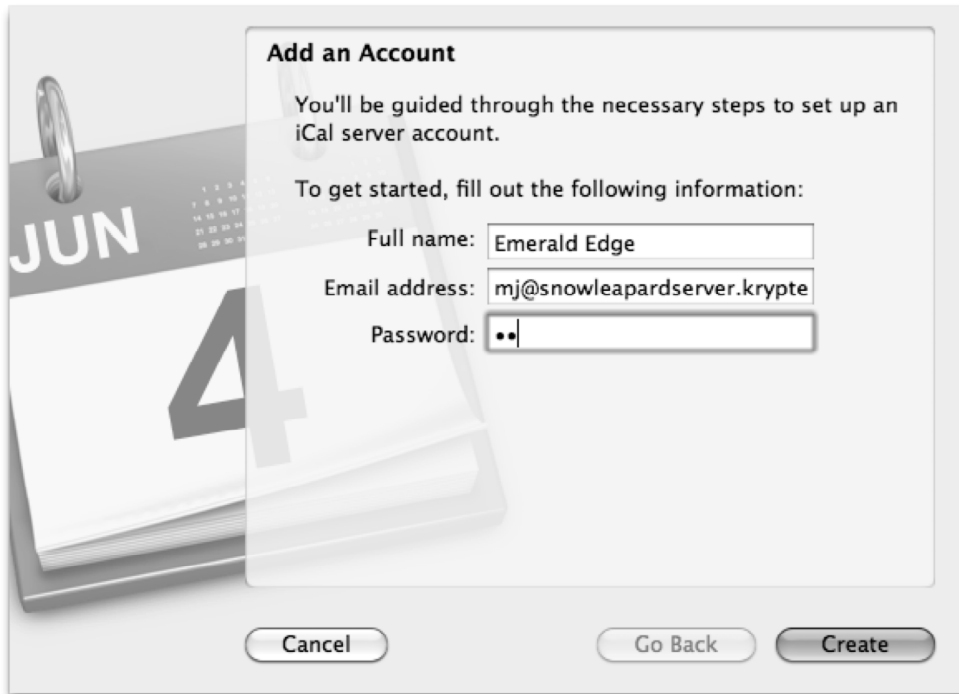 Add an Account
You'll be guided through the necessary steps to set up an
iCal server account.
To get started, fill out the following information:
Full name: Emerald Edge
Email address: mj@snowleapardserver.krypte
Password: ••
JUN
4
Cancel
Go Back
Create